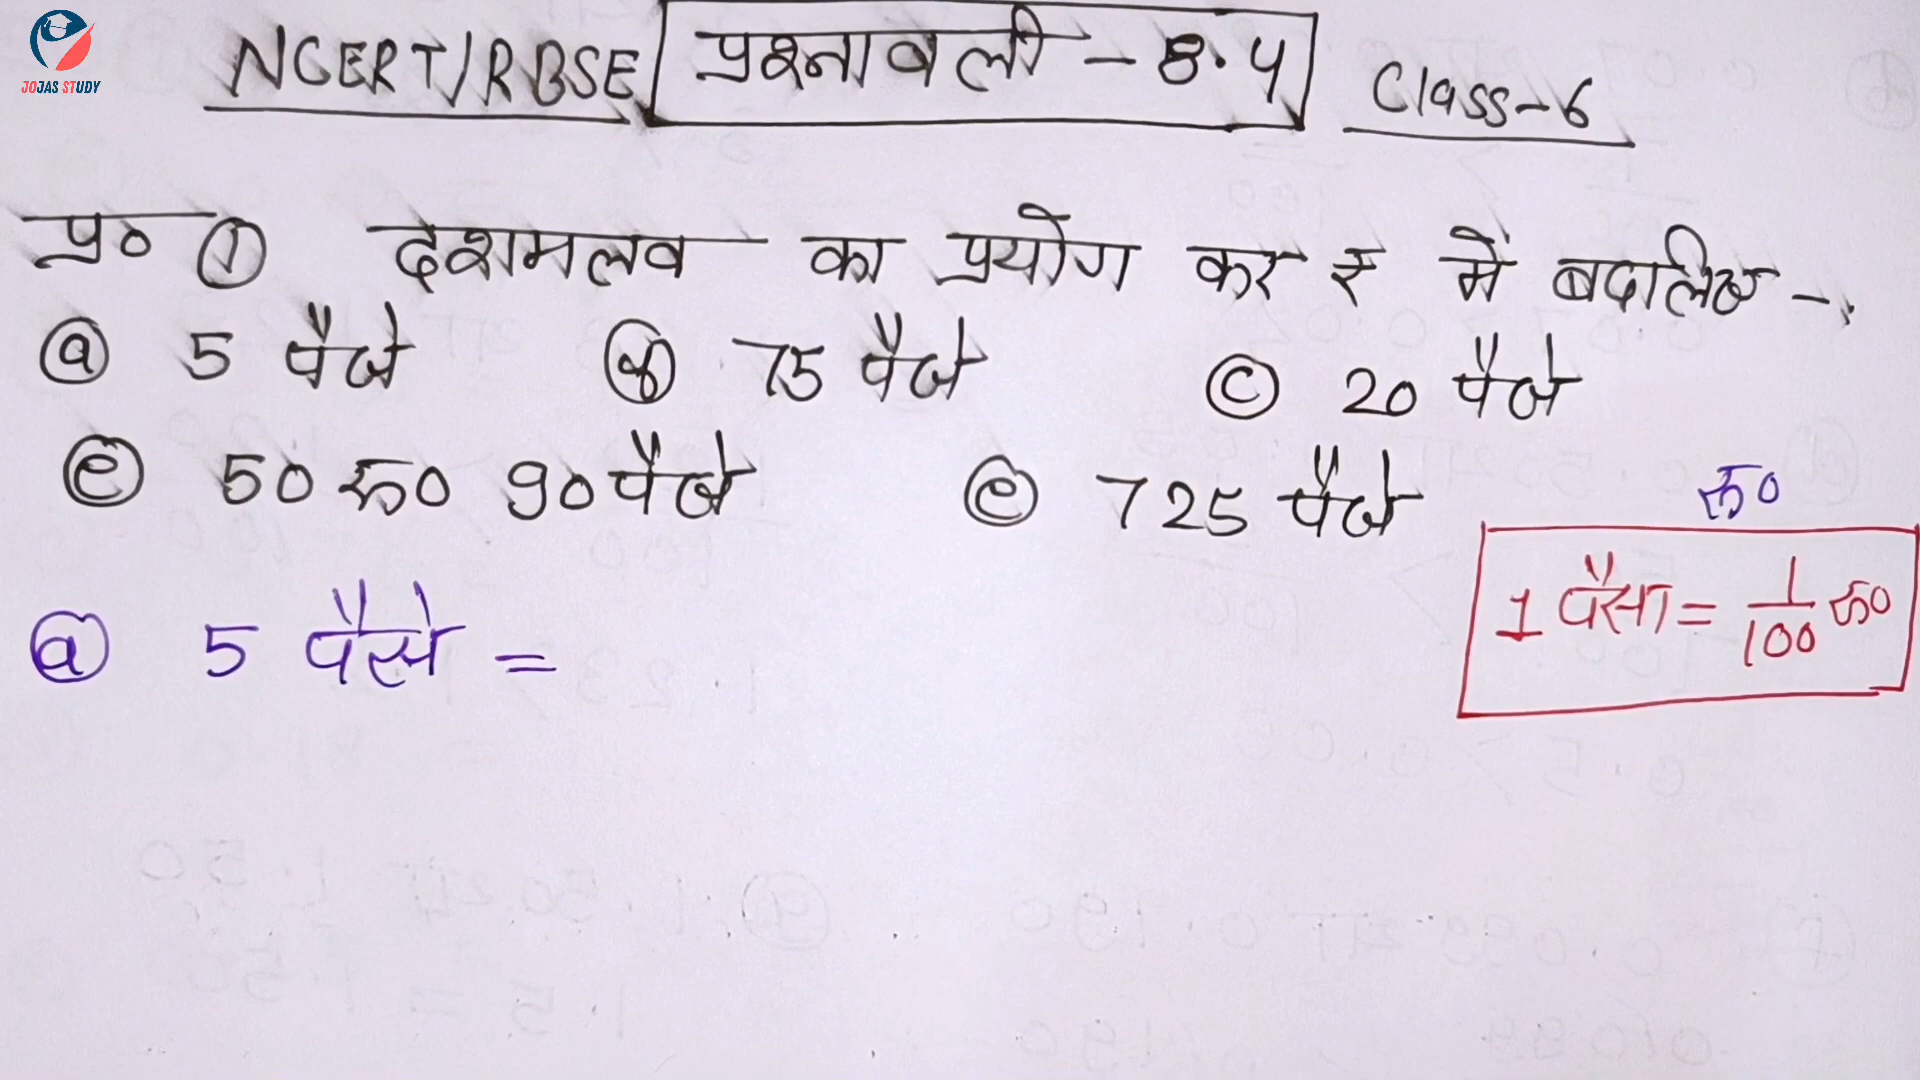 JOJAS STUDY
NCERT/RBSE प्रश्नावली - 8.4 Class-6
प्र० ① दशमलव का प्रयोग कर ₹ में बदलिए -
ⓐ 5 पैसे ⓑ 75 पैसे ⓒ 20 पैसे
ⓔ 50 रू० 90 पैसे ⓔ 725 पैसे
रू०
1 पैसा = 1/100 रू०
ⓐ 5 पैसे =